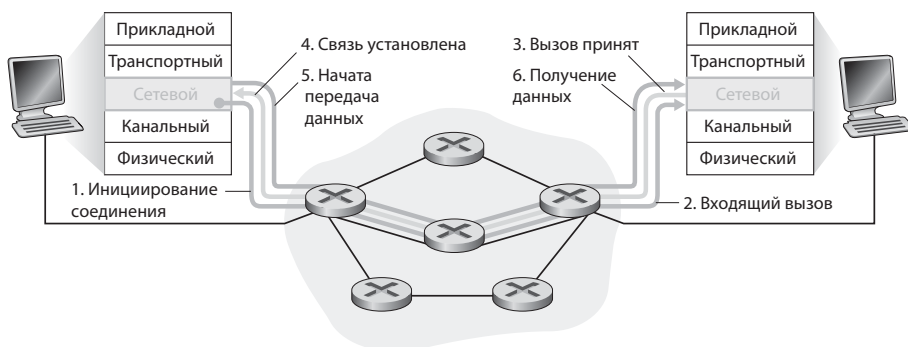 Прикладной
Транспортный
Сетевой
Канальный
Физический
4. Связь установлена
5. Начата
передача
данных
1. Инициирование
соединения
3. Вызов принят
6. Получение
данных
2. Входящий вызов
Прикладной
Транспортный
Сетевой
Канальный
Физический